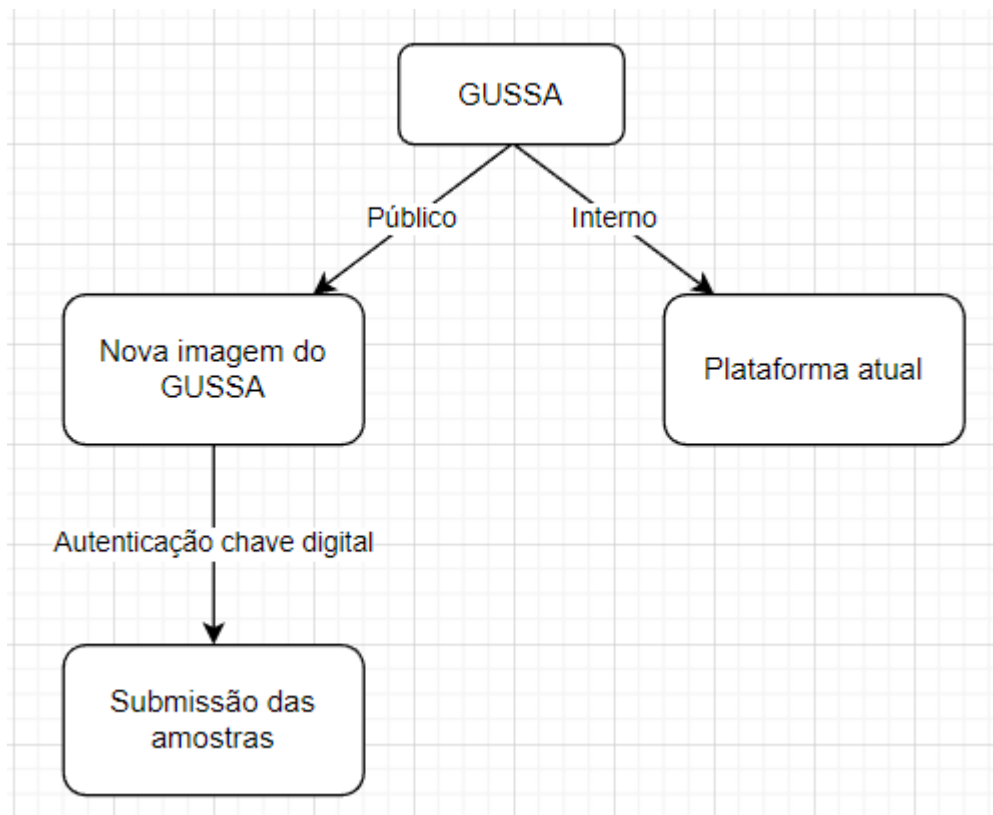 GUSSA
Público
Interno
Nova imagem do
GUSSA
Plataforma atual
Autenticação chave digital
Submissão das
amostras